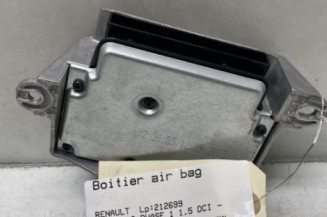 Boitier air bag
RENAULT Lp:212699
PHASE 1 1.5 DCI -